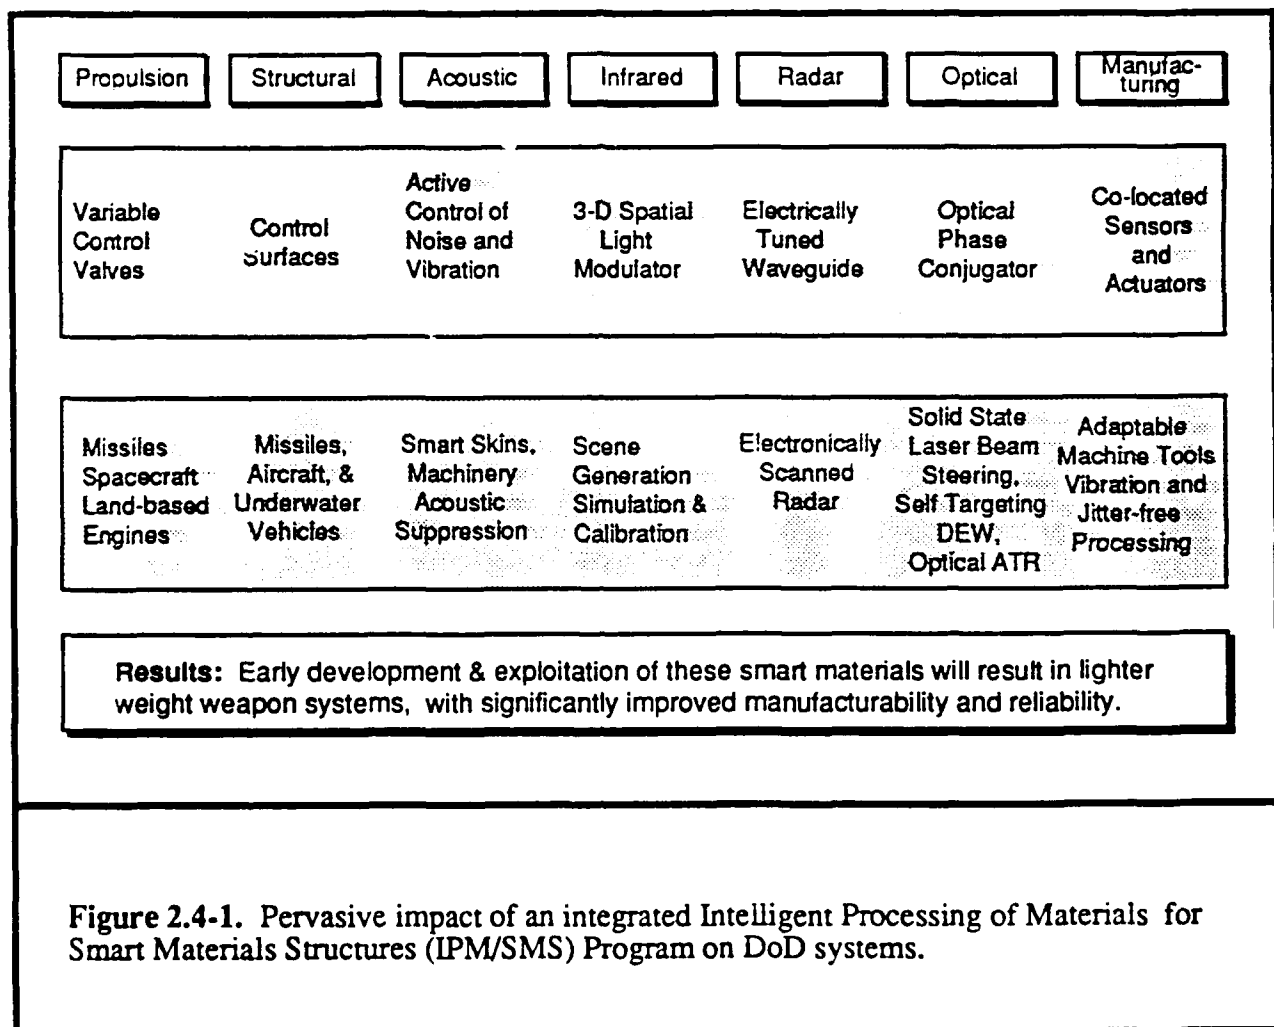 Propulsion
Structural
Acoustic
Infrared
Radar
Optical
Manufac-
turing
Variable
Control
Valves
Control
Surfaces
Active
Control of
Noise and
Vibration
3-D Spatial
Light
Modulator
Electrically
Tuned
Waveguide
Optical
Phase
Conjugator
Co-located
Sensors
and
Actuators
Missiles
Spacecraft
Land-based
Engines
Missiles,
Aircraft, &
Underwater
Vehicles
Smart Skins,
Machinery
Acoustic
Suppression
Scene
Generation
Simulation &
Calibration
Electronically
Scanned
Radar
Solid State
Laser Beam
Steering,
Self Targeting
DEW,
Optical ATR
Adaptable
Machine Tools
Vibration and
Jitter-free
Processing
Results: Early development & exploitation of these smart materials will result in lighter
weight weapon systems, with significantly improved manufacturability and reliability.
Figure 2.4-1. Pervasive impact of an integrated Intelligent Processing of Materials for
Smart Materials Structures (IPM/SMS) Program on DoD systems.